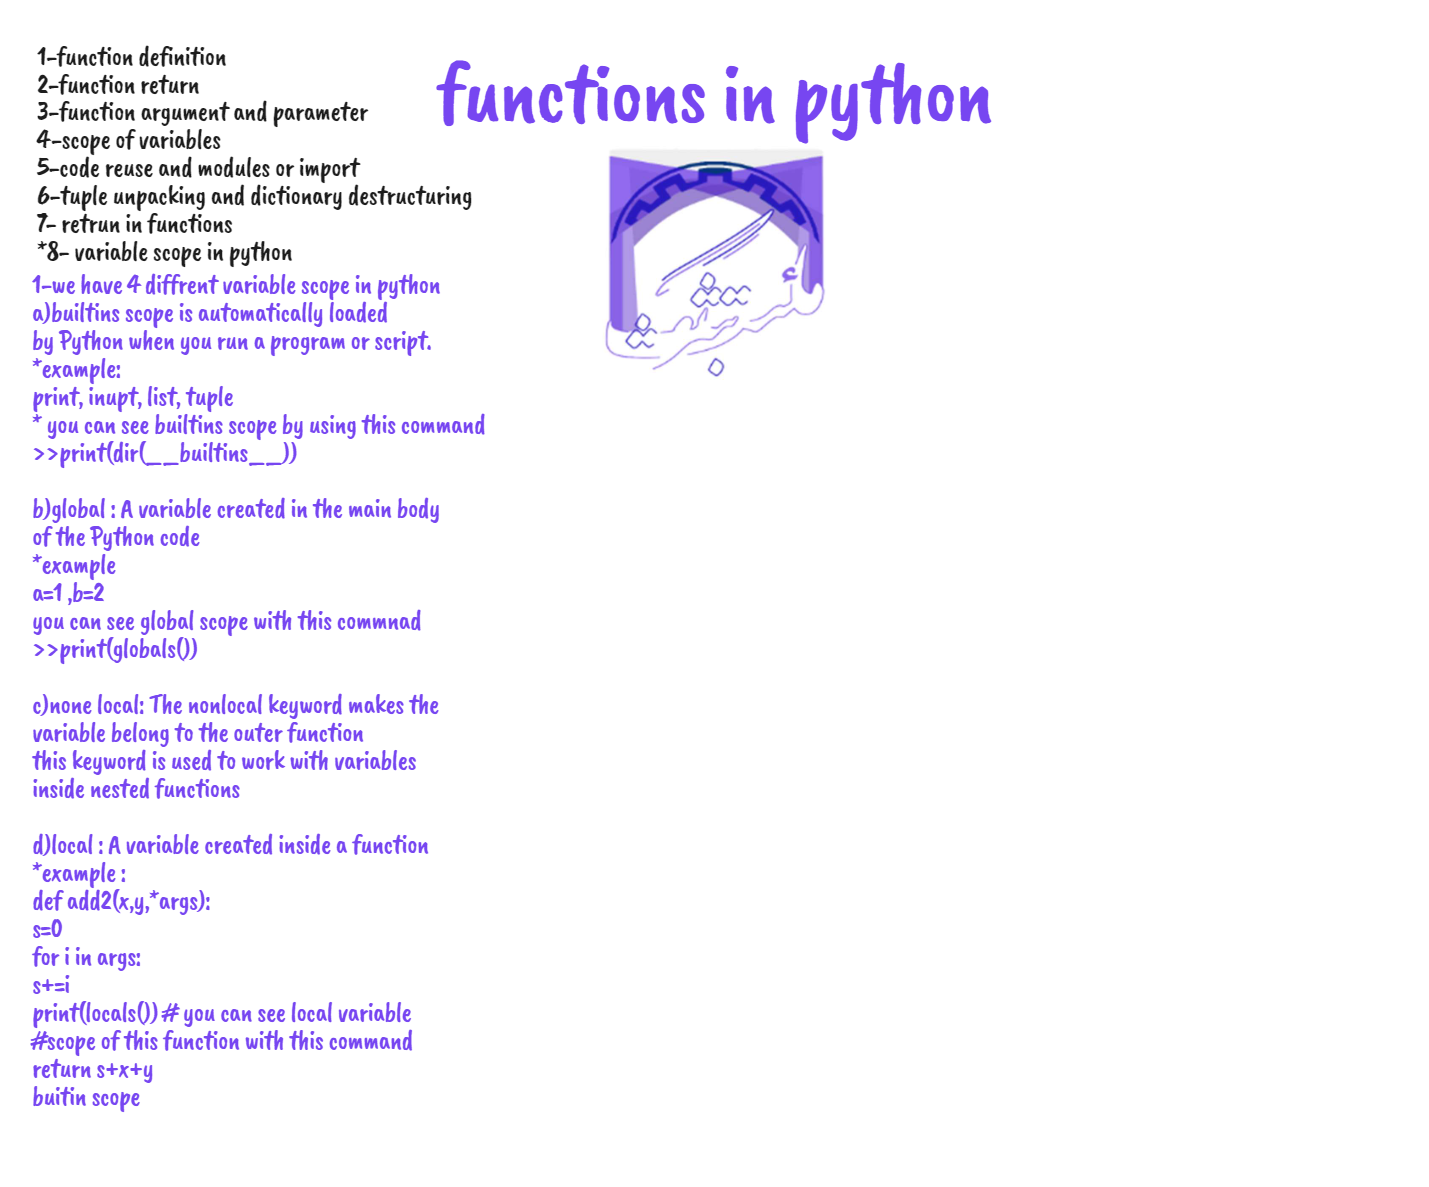 functions in python
1-function definition
2-function return
3-function argument and parameter
4-scope of variables
5-code reuse and modules or import
6-tuple unpacking and dictionary destructuring
7- retrun in functions
*8- variable scope in python
1-we have 4 diffrent variable scope in python
a)builtins scope is automatically loaded
by Python when you run a program or script.
*example:
print, inupt, list, tuple
* you can see builtins scope by using this command
>>print(dir(__builtins__))
b)global : A variable created in the main body
of the Python code
*example
a=1 ,b=2
you can see global scope with this commnad
>>print(globals())
c)none local: The nonlocal keyword makes the
variable belong to the outer function
this keyword is used to work with variables
inside nested functions
d)local : A variable created inside a function
*example :
def add2(x,y,*args):
s=0
for i in args:
s+=i
print(locals()) # you can see local variable
#scope of this function with this command
return s+x+y
buitin scope